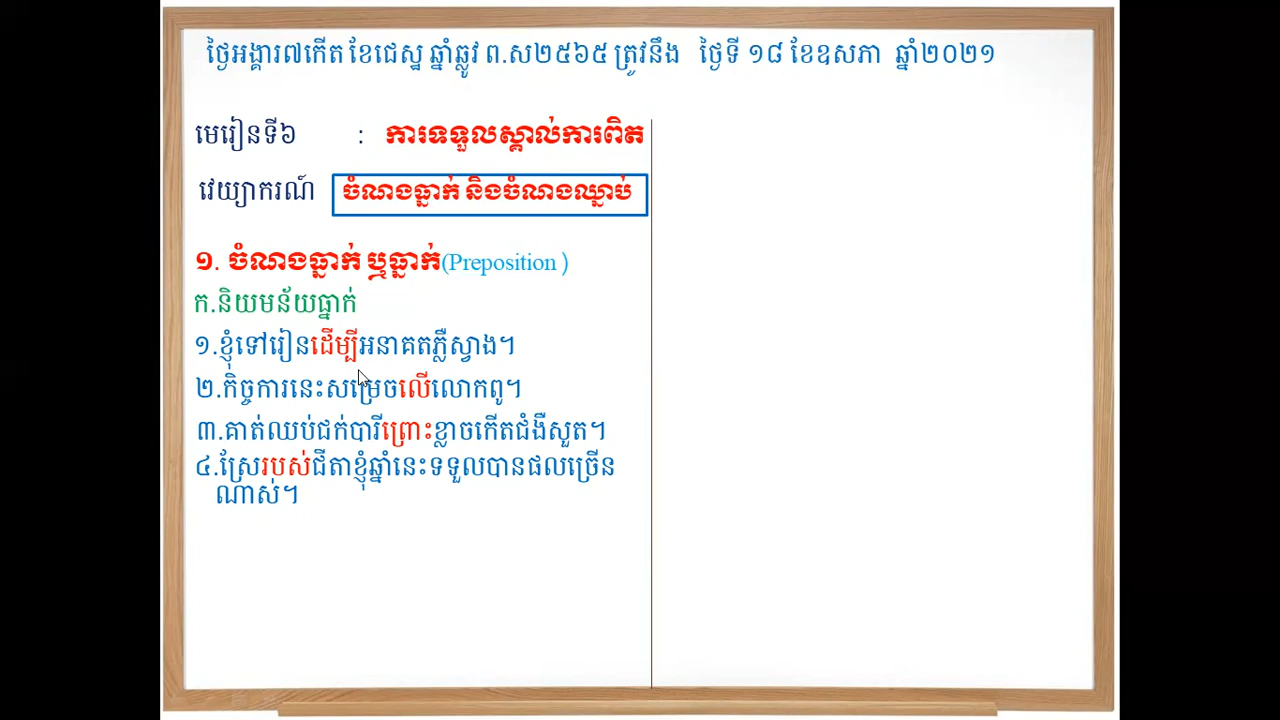 ថ្ងៃអង្គារ៧កើត ខែជេស្ឋ ឆ្នាំឆ្លូវ ព.ស២៥៦៥ ត្រូវនឹង ថ្ងៃទី ១៨ ខែឧសភា ឆ្នាំ២០២១
មេរៀនទី៦ : ការទទួលស្គាល់ការពិត
វេយ្យាករណ៍ ចំណងធ្នាក់ និងចំណងឈ្នាប់
១. ចំណងធ្នាក់ ឬធ្នាក់(Preposition )
ក.និយមន័យធ្នាក់
១.ខ្ញុំទៅរៀនដើម្បីអនាគតភ្លឺស្វាង។
២.កិច្ចការនេះសម្រេចលើលោកពូ។
៣.គាត់ឈប់ជក់បារីព្រោះខ្លាចកើតជំងឺសួត។
៤.ស្រែរបស់ជីតាខ្ញុំឆ្នាំនេះទទួលបានផលច្រើន
ណាស់។